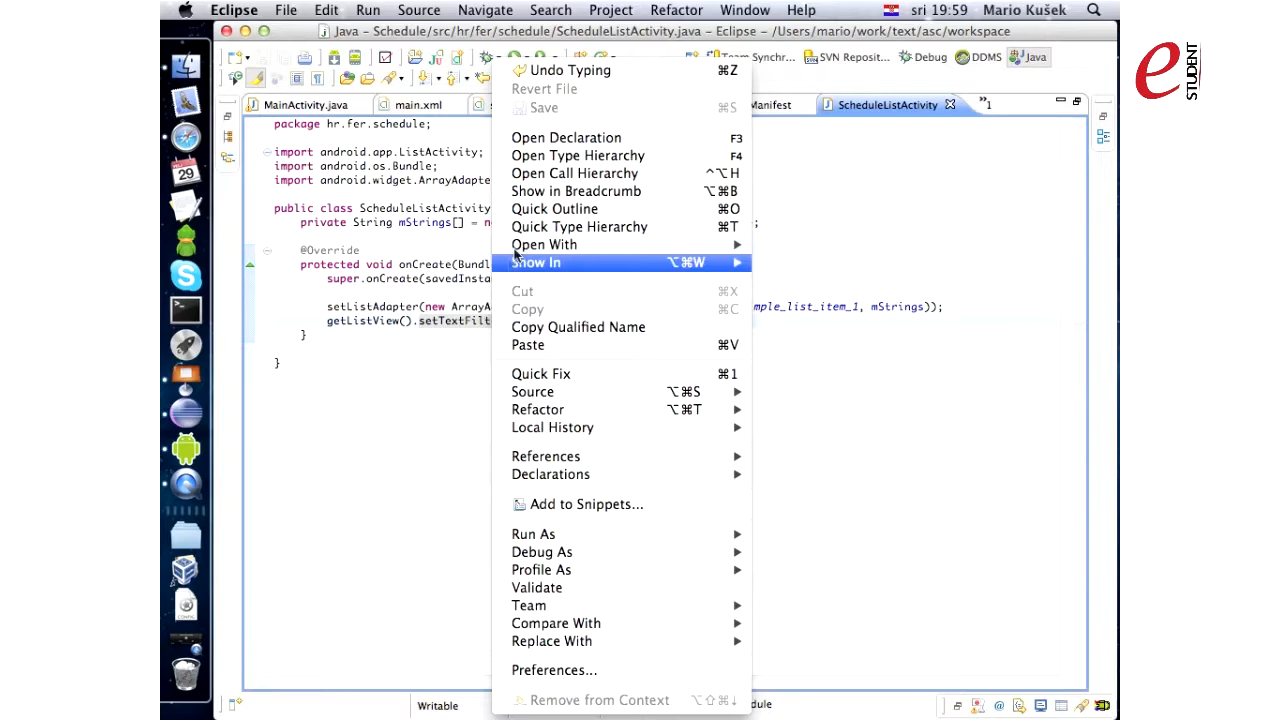 Eclipse File Edit Run Source Navigate Search Project Refactor Window Help sri 19:59 Mario Kušek
Java – Schedule/src/hr/fer/schedule/ScheduleListActivity.java – Eclipse – /Users/mario/work/text/asc/workspace
Team Synchr... SVN Reposit... Debug DDMS Java
MainActivity.java main.xml Manifest ScheduleListActivity »1
package hr.fer.schedule;
import android.app.ListActivity;
import android.os.Bundle;
import android.widget.ArrayAdapter
public class ScheduleListActivity
private String mStrings[] =
@Override
protected void onCreate(Bundl
super.onCreate(savedInsta
setListAdapter(new ArrayA mple_list_item_1, mStrings));
getListView().setTextFilt
}
}
Undo Typing ⌘Z
Revert File
Save ⌘S
Open Declaration F3
Open Type Hierarchy F4
Open Call Hierarchy ^⌥H
Show in Breadcrumb ⌥⌘B
Quick Outline ⌘O
Quick Type Hierarchy ⌘T
Open With
Show In ⌥⌘W
Cut ⌘X
Copy ⌘C
Copy Qualified Name
Paste ⌘V
Quick Fix ⌘1
Source ⌥⌘S
Refactor ⌥⌘T
Local History
References
Declarations
Add to Snippets...
Run As
Debug As
Profile As
Validate
Team
Compare With
Replace With
Preferences...
Remove from Context ⌥⇧⌘↓
Writable
dule
29
e STUDENT